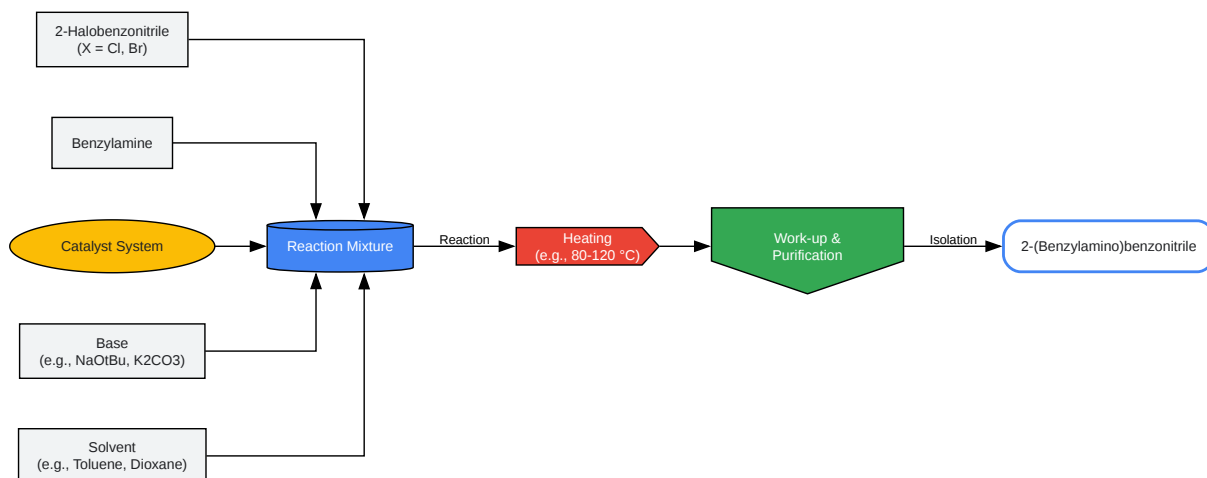 2-Halobenzonitrile
(X = Cl, Br)
Benzylamine
Catalyst System
Reaction Mixture
Reaction
Heating
(e.g., 80-120 °C)
Work-up &
Purification
Isolation
2-(Benzylamino)benzonitrile
Base
(e.g., NaOtBu, K2CO3)
Solvent
(e.g., Toluene, Dioxane)